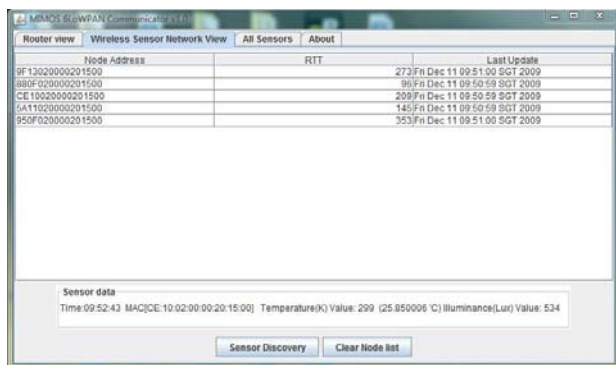 MIMOS 6LoWPAN Communicator v1.0
Router view Wireless Sensor Network View All Sensors About
Node Address RTT Last Update
9F13020000201500 273 Fri Dec 11 09:51:00 SGT 2009
880F020000201500 96 Fri Dec 11 09:50:59 SGT 2009
CE10020000201500 209 Fri Dec 11 09:50:59 SGT 2009
5A11020000201500 145 Fri Dec 11 09:50:59 SGT 2009
950F020000201500 353 Fri Dec 11 09:51:00 SGT 2009
Sensor data
Time:09:52:43 MAC[CE:10:02:00:00:20:15:00] Temperature(K) Value: 299 (25.850006 'C) Illuminance(Lux) Value: 534
Sensor Discovery Clear Node list